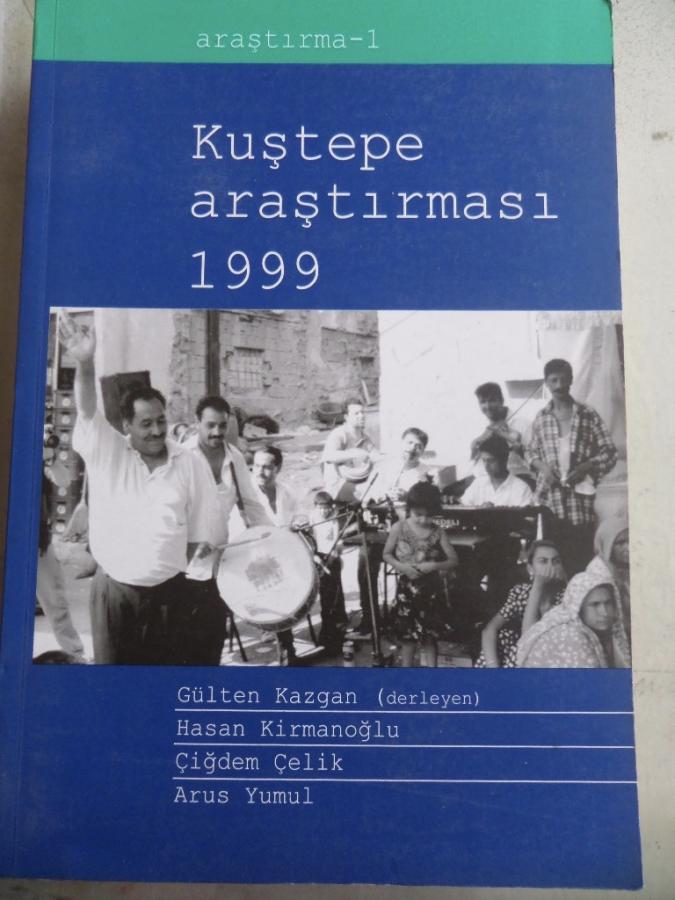 araştırma-1
Kuştepe
araştırması
1999
Gülten Kazgan (derleyen)
Hasan Kirmanoğlu
Çiğdem Çelik
Arus Yumul